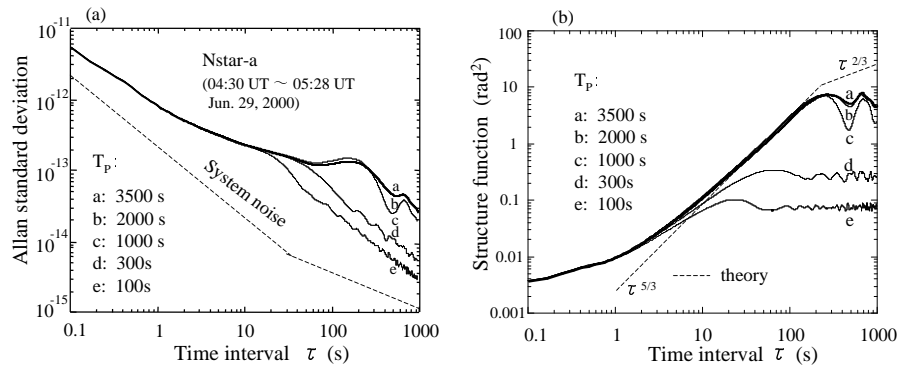 (a)
Allan standard deviation
10-11
10-12
10-13
10-14
10-15
Nstar-a
(04:30 UT ～ 05:28 UT
Jun. 29, 2000)
TP:
a: 3500 s
b: 2000 s
c: 1000 s
d: 300s
e: 100s
System noise
a
b
c
d
e
0.1
1
10
100
1000
Time interval τ (s)
(b)
Structure function (rad2)
100
10
1
0.1
0.01
0.001
TP:
a: 3500 s
b: 2000 s
c: 1000 s
d: 300s
e: 100s
τ 2/3
a
b
c
d
e
τ 5/3
theory
0.1
1
10
100
1000
Time interval τ (s)